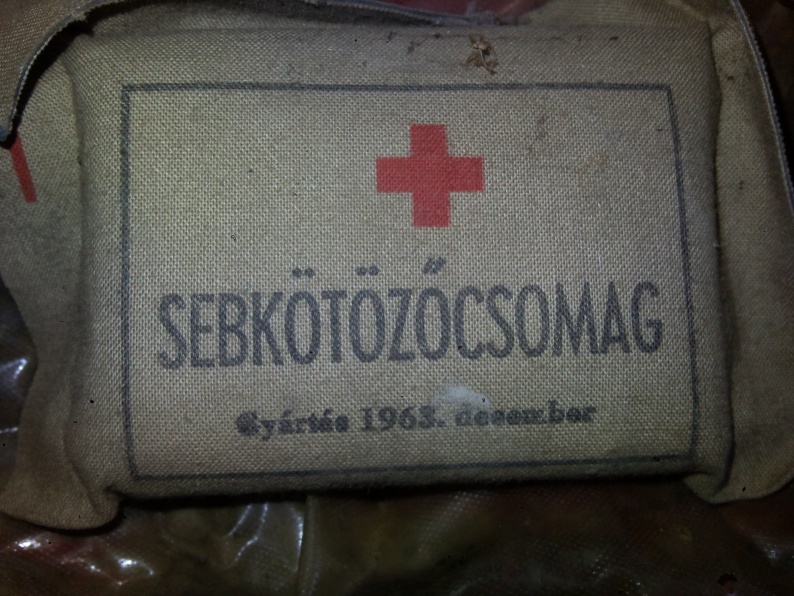 SEBKÖTÖZŐCSOMAG
Gyártás 1963. december